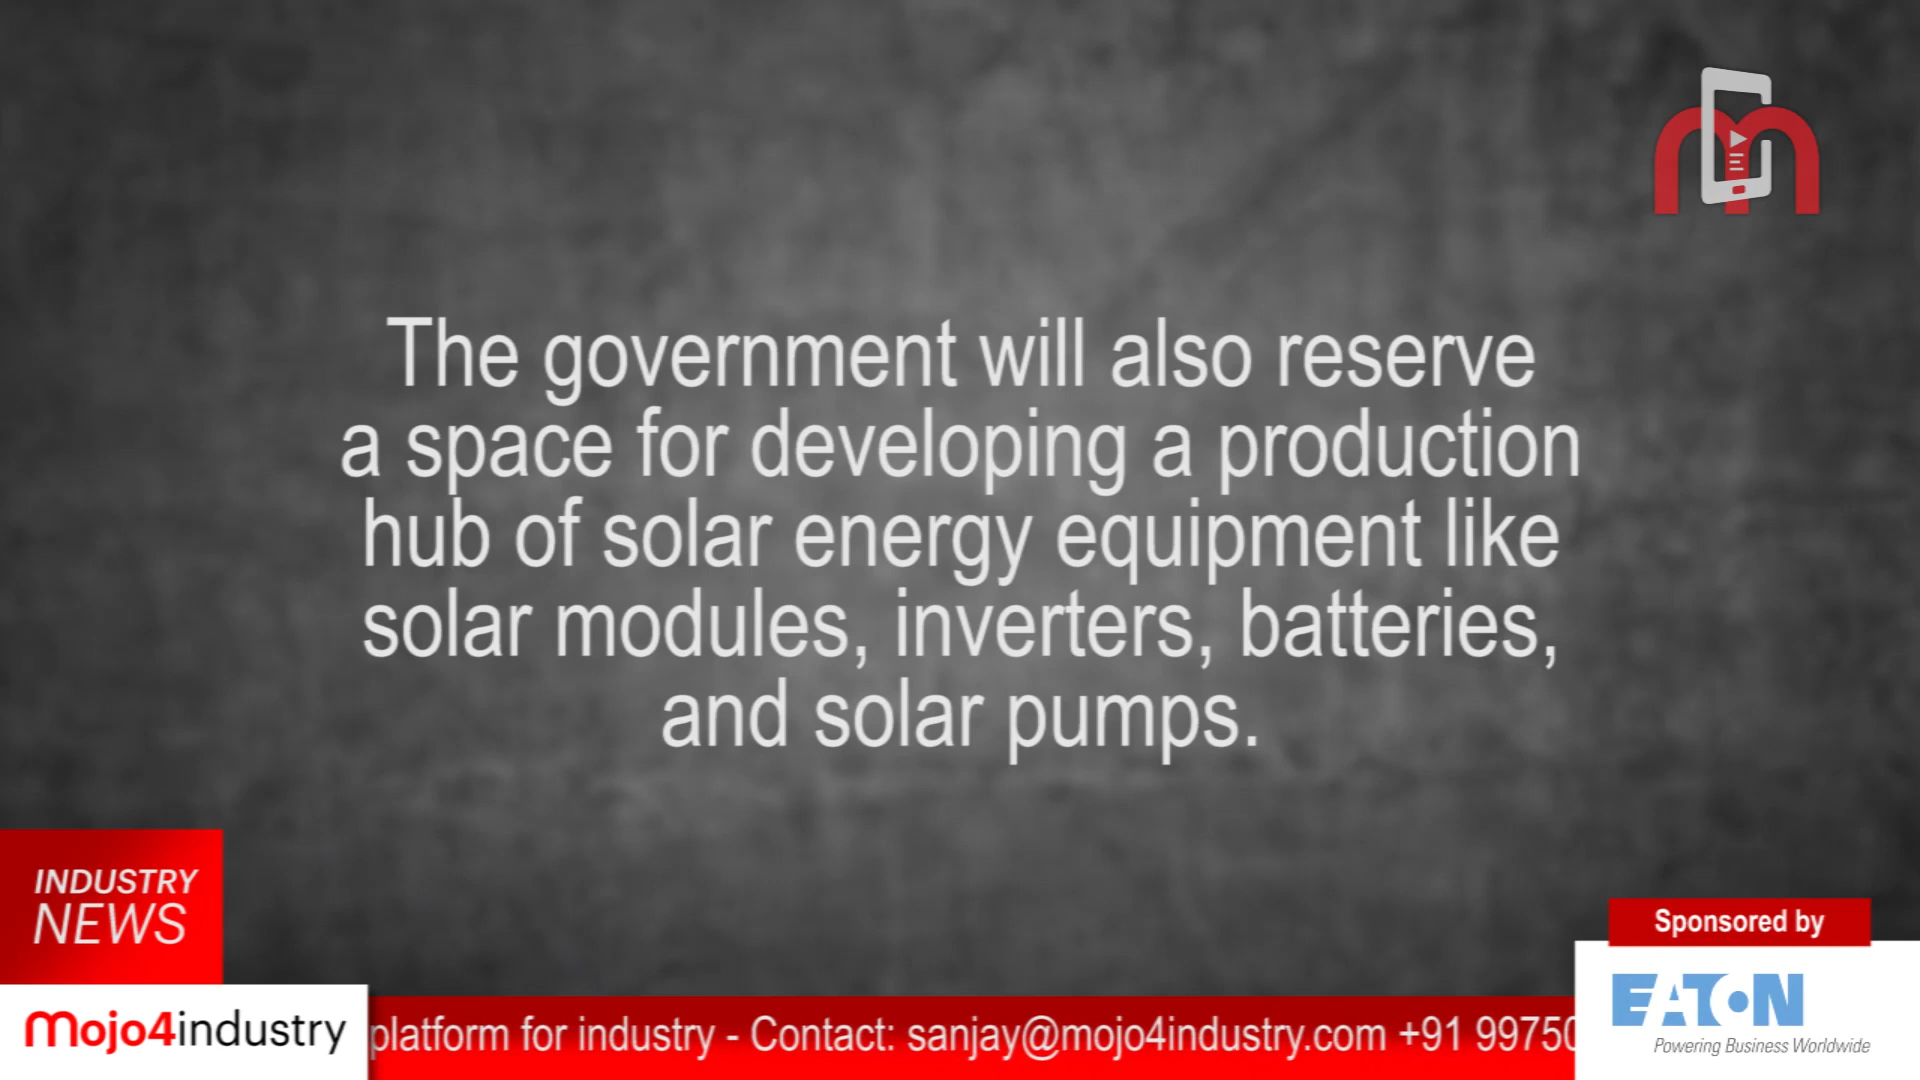 The government will also reserve
a space for developing a production
hub of solar energy equipment like
solar modules, inverters, batteries,
and solar pumps.
INDUSTRY
NEWS
Sponsored by
EATON
Powering Business Worldwide
mojo4industry
platform for industry - Contact: sanjay@mojo4industry.com +91 99750